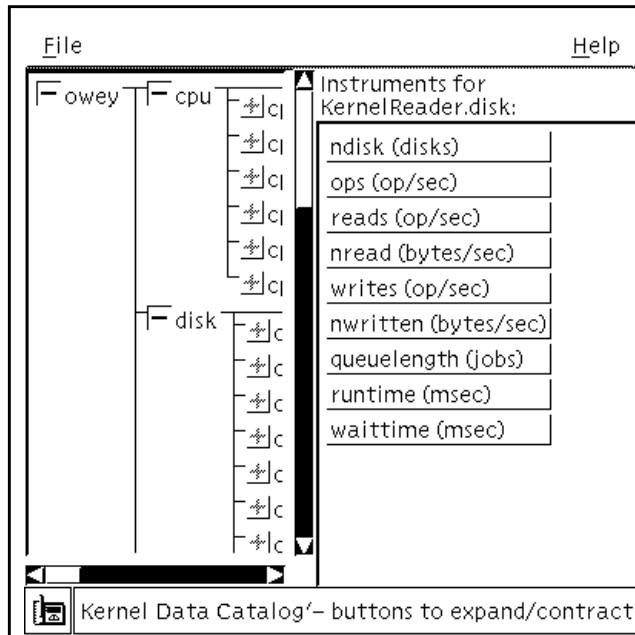 File Help
owey cpu
c
c
c
c
c
c
disk
c
c
c
c
c
c
c
Instruments for
KernelReader.disk:
ndisk (disks)
ops (op/sec)
reads (op/sec)
nread (bytes/sec)
writes (op/sec)
nwritten (bytes/sec)
queuelength (jobs)
runtime (msec)
waittime (msec)
Kernel Data Catalog'– buttons to expand/contract